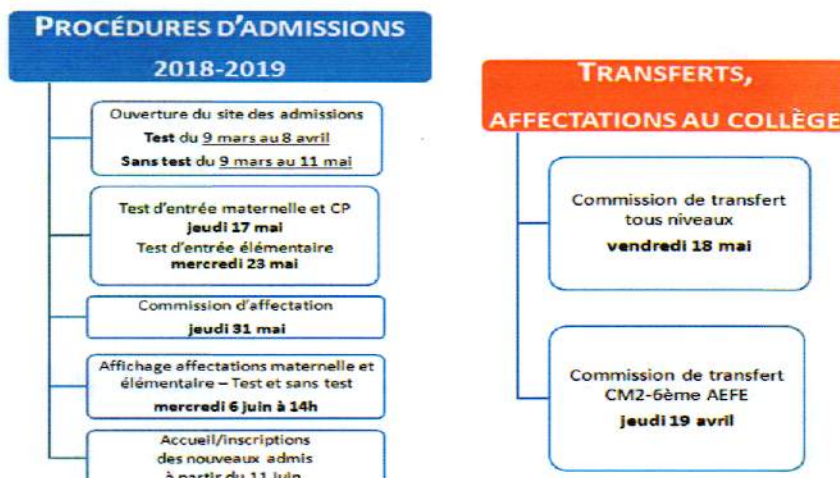 PROCÉDURES D'ADMISSIONS
2018-2019
Ouverture du site des admissions
Test du 9 mars au 8 avril
Sans test du 9 mars au 11 mai
Test d'entrée maternelle et CP
jeudi 17 mai
Test d'entrée élémentaire
mercredi 23 mai
Commission d'affectation
jeudi 31 mai
Affichage affectations maternelle et
élémentaire – Test et sans test
mercredi 6 juin à 14h
Accueil/inscriptions
des nouveaux admis
à partir du 11 juin
TRANSFERTS,
AFFECTATIONS AU COLLÈGE
Commission de transfert
tous niveaux
vendredi 18 mai
Commission de transfert
CM2-6ème AEFE
jeudi 19 avril